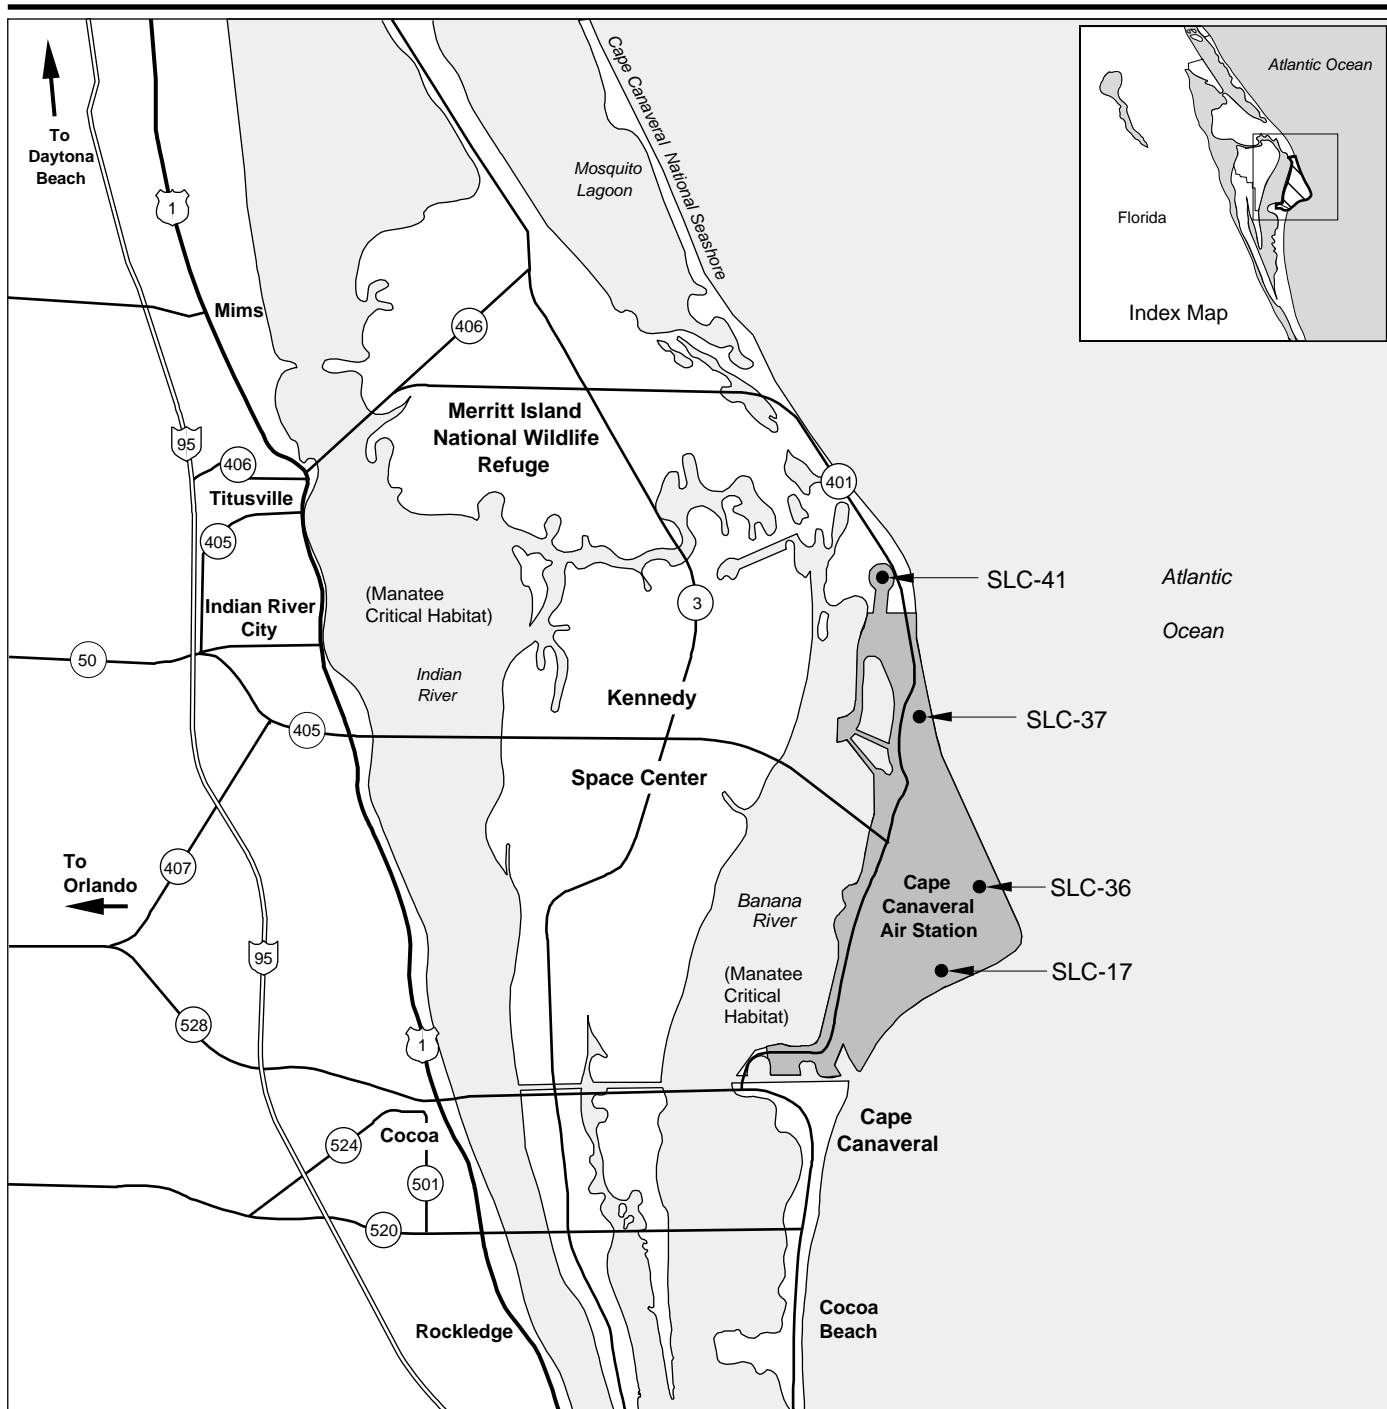 To
Daytona
Beach
1
Mims
Cape Canaveral National Seashore
Mosquito
Lagoon
Atlantic Ocean
Florida
Index Map
406
Merritt Island
National Wildlife
Refuge
95
406
Titusville
405
401
Indian River
City
(Manatee
Critical Habitat)
3
SLC-41
Atlantic
Ocean
50
Indian
River
Kennedy
405
SLC-37
Space Center
To
Orlando
407
Banana
River
Cape
Canaveral
Air Station
SLC-36
95
(Manatee
Critical
Habitat)
SLC-17
528
1
524
Cocoa
501
Cape
Canaveral
520
Rockledge
Cocoa
Beach